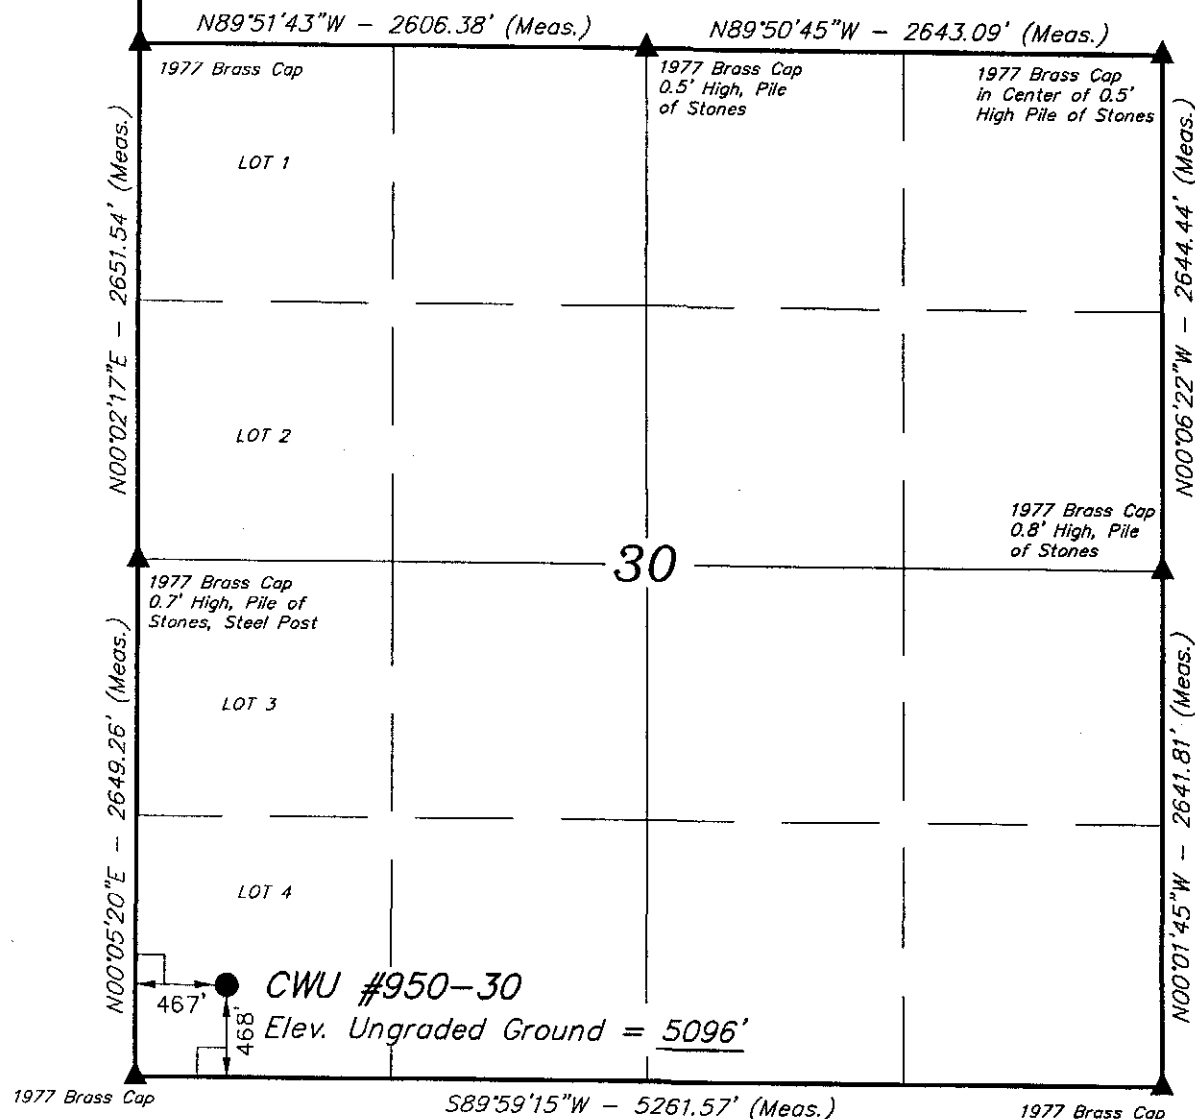 N89°51'43"W - 2606.38' (Meas.)
N89°50'45"W - 2643.09' (Meas.)
1977 Brass Cap
1977 Brass Cap
0.5' High, Pile
of Stones
1977 Brass Cap
in Center of 0.5'
High Pile of Stones
LOT 1
N00°02'17"E - 2651.54' (Meas.)
N00°06'22"W - 2644.44' (Meas.)
LOT 2
1977 Brass Cap
0.8' High, Pile
of Stones
30
1977 Brass Cap
0.7' High, Pile of
Stones, Steel Post
LOT 3
N00°05'20"E - 2649.26' (Meas.)
N00°01'45"W - 2641.81' (Meas.)
LOT 4
CWU #950-30
467'
468'
Elev. Ungraded Ground = 5096'
1977 Brass Cap
S89°59'15"W - 5261.57' (Meas.)
1977 Brass Cap